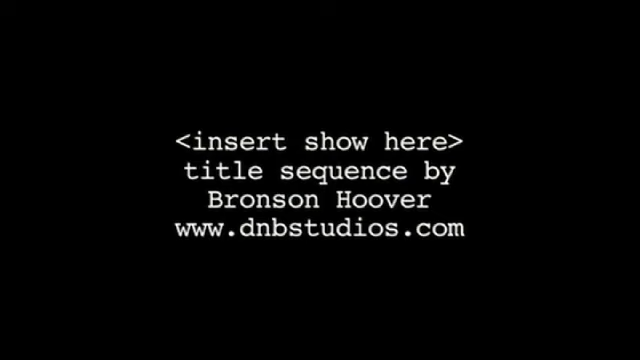 <insert show here>
title sequence by
Bronson Hoover
www.dnbstudios.com